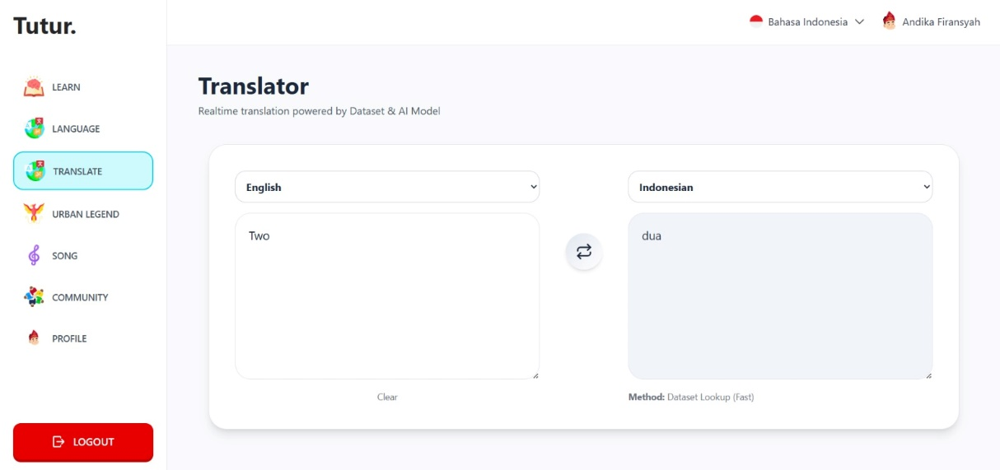 Tutur.
Bahasa Indonesia
Andika Firansyah
LEARN
LANGUAGE
TRANSLATE
URBAN LEGEND
SONG
COMMUNITY
PROFILE
LOGOUT
Translator
Realtime translation powered by Dataset & AI Model
English
Indonesian
Two
dua
Clear
Method: Dataset Lookup (Fast)